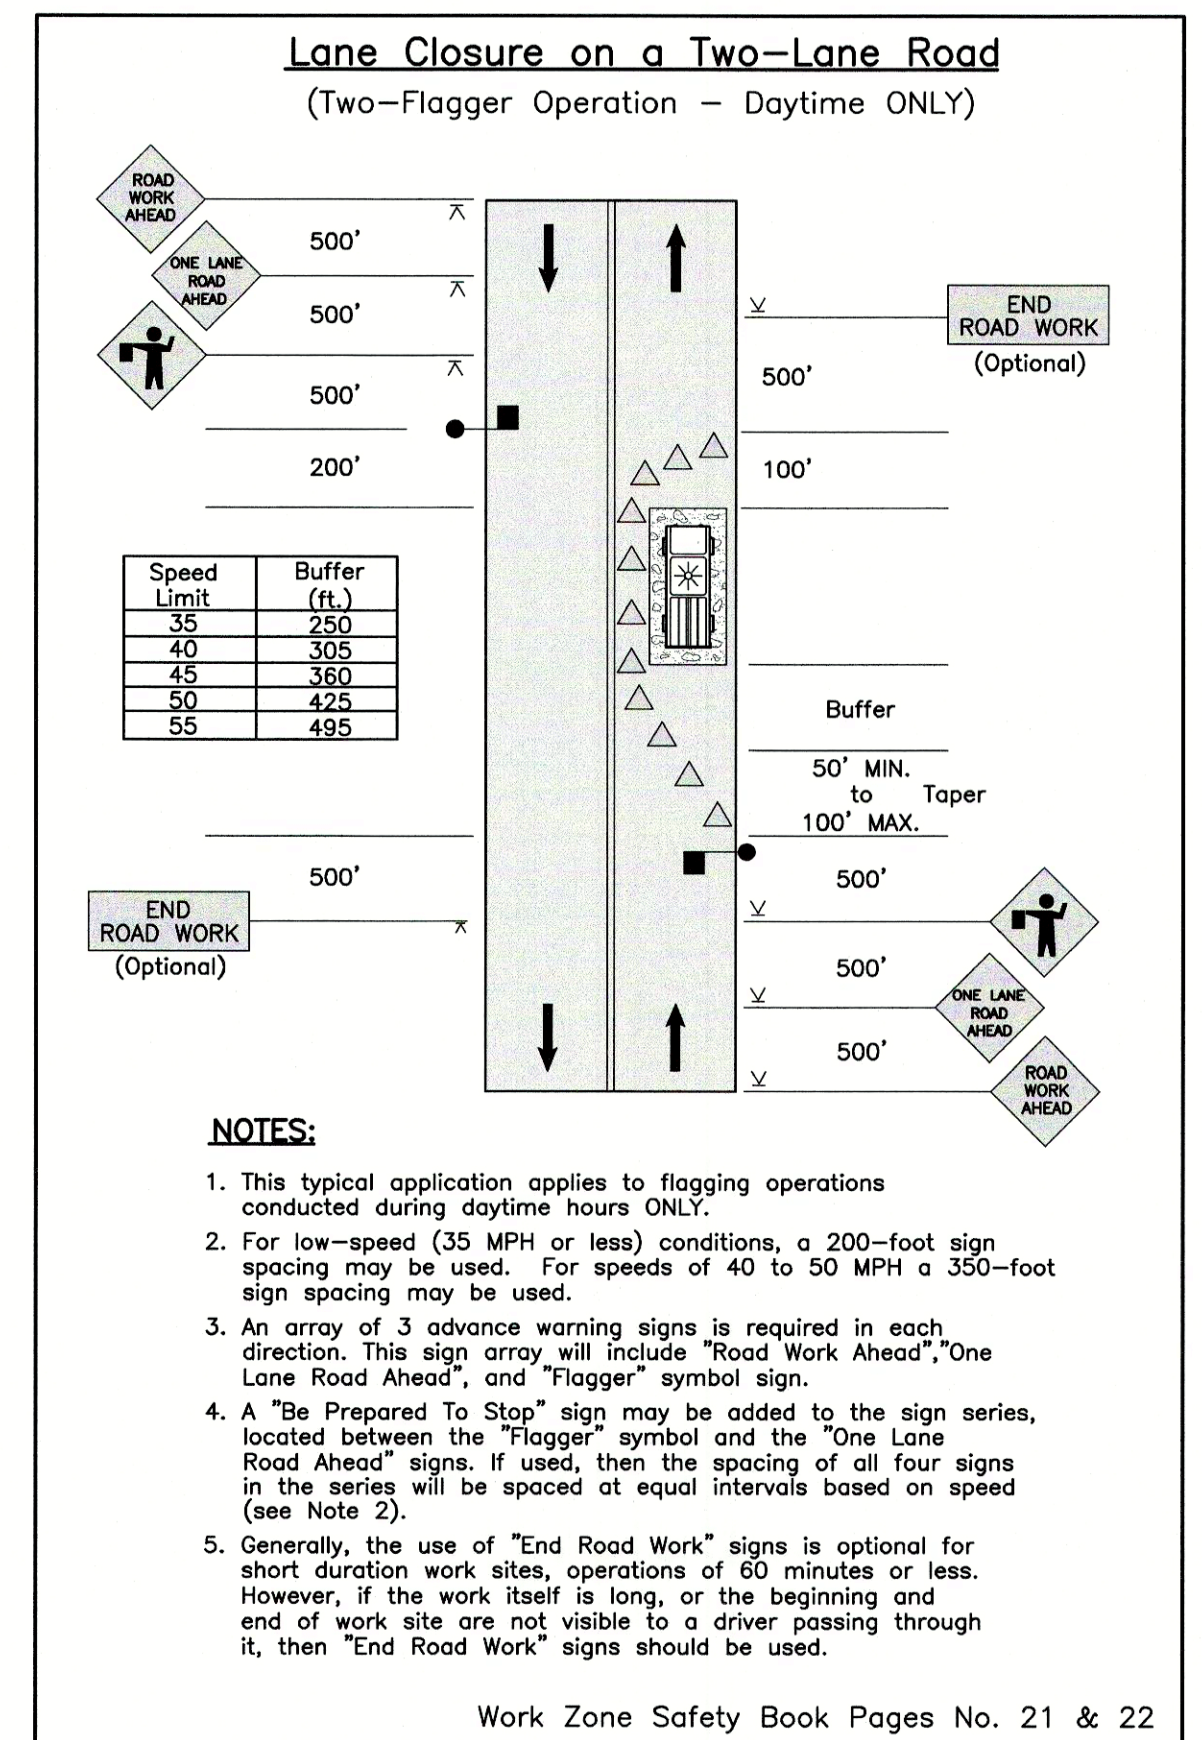 Lane Closure on a Two-Lane Road
(Two-Flagger Operation - Daytime ONLY)
ROAD
WORK
AHEAD
500'
ONE LANE
ROAD
AHEAD
500'
500'
200'
END
ROAD WORK
(Optional)
500'
100'
Speed Limit | Buffer (ft.)
35 250
40 305
45 360
50 425
55 495
Buffer
50' MIN.
to Taper
100' MAX.
500'
END
ROAD WORK
(Optional)
500'
500'
ONE LANE
ROAD
AHEAD
500'
ROAD
WORK
AHEAD
NOTES:
1. This typical application applies to flagging operations
conducted during daytime hours ONLY.
2. For low-speed (35 MPH or less) conditions, a 200-foot sign
spacing may be used. For speeds of 40 to 50 MPH a 350-foot
sign spacing may be used.
3. An array of 3 advance warning signs is required in each
direction. This sign array will include "Road Work Ahead","One
Lane Road Ahead", and "Flagger" symbol sign.
4. A "Be Prepared To Stop" sign may be added to the sign series,
located between the "Flagger" symbol and the "One Lane
Road Ahead" signs. If used, then the spacing of all four signs
in the series will be spaced at equal intervals based on speed
(see Note 2).
5. Generally, the use of "End Road Work" signs is optional for
short duration work sites, operations of 60 minutes or less.
However, if the work itself is long, or the beginning and
end of work site are not visible to a driver passing through
it, then "End Road Work" signs should be used.
Work Zone Safety Book Pages No. 21 & 22